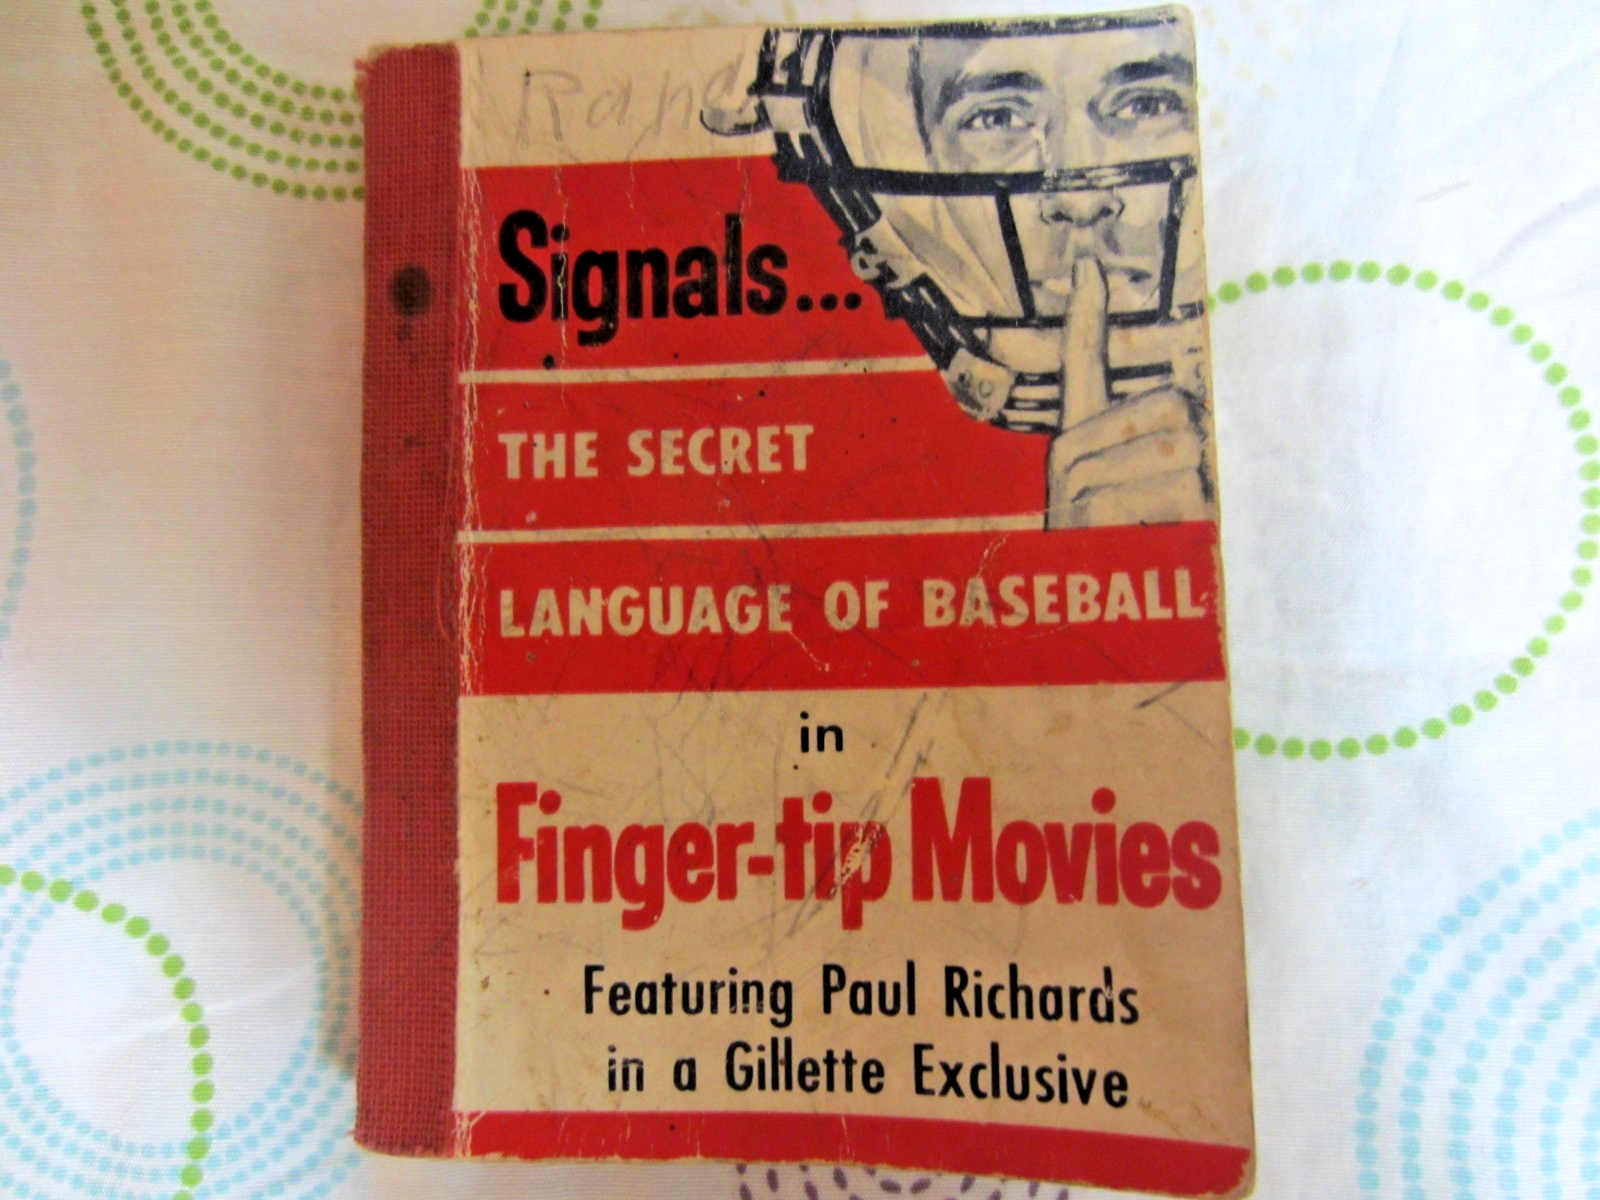 Signals...
THE SECRET
LANGUAGE OF BASEBALL
in
Finger-tip Movies
Featuring Paul Richards
in a Gillette Exclusive